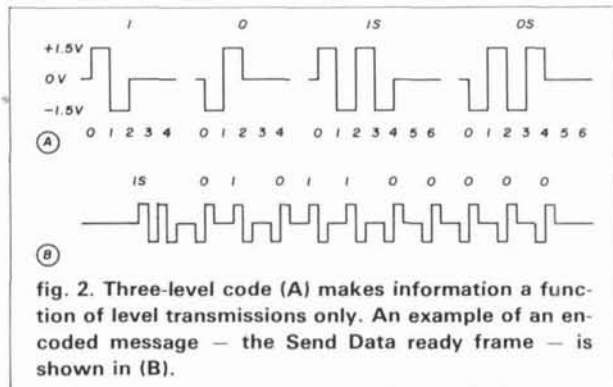 1 0 1S 0S
+1.5V
0V
-1.5V
0 1 2 3 4 0 1 2 3 4 0 1 2 3 4 5 6 0 1 2 3 4 5 6
A
1S 0 1 0 1 1 0 0 0 0 0
B
fig. 2. Three-level code (A) makes information a func-
tion of level transmissions only. An example of an en-
coded message — the Send Data ready frame — is
shown in (B).